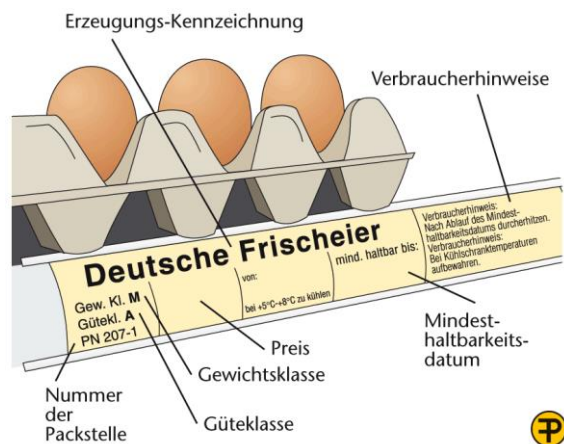 Erzeugungs-Kennzeichnung
Verbraucherhinweise
Deutsche Frischeier
Gew. Kl. M
Gütekl. A
PN 207-1
von:
bei +5°C-+8°C zu kühlen
mind. haltbar bis:
Verbraucherhinweis:
Nach Ablauf des Mindest-
haltbarkeitsdatums durcherhitzen.
Verbraucherhinweis:
Bei Kühlschranktemperaturen
aufbewahren.
Mindest-
haltbarkeits-
datum
Preis
Gewichtsklasse
Güteklasse
Nummer
der
Packstelle